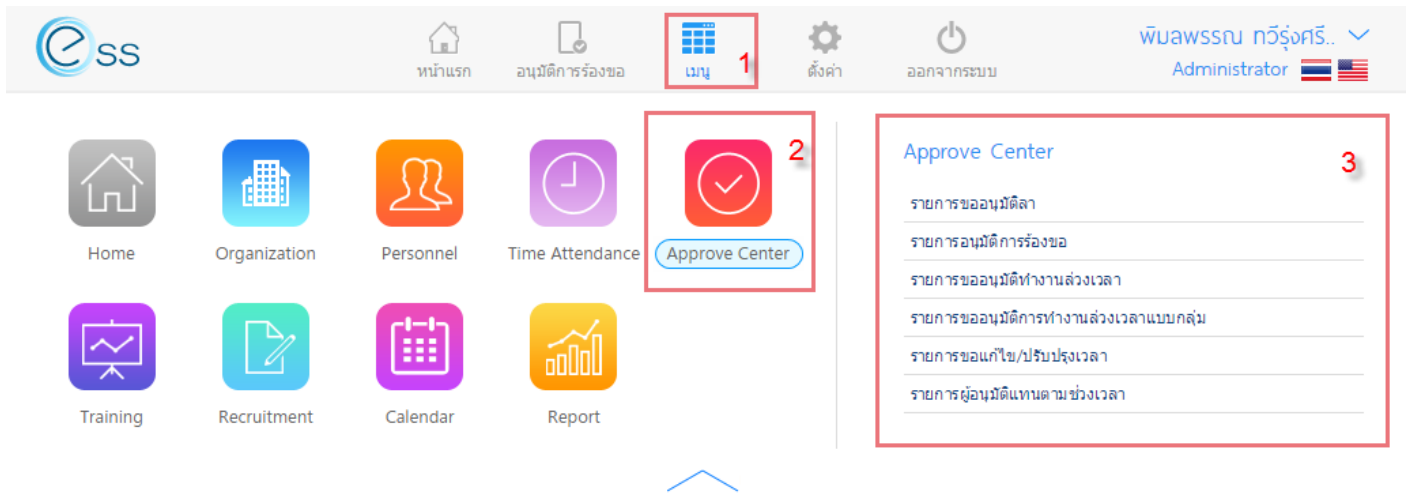 ess
หน้าแรก
อนุมัติการร้องขอ
เมนู
1
ตั้งค่า
ออกจากระบบ
พิมลพรรณ ทวีรุ่งศรี..
Administrator
2
Home
Organization
Personnel
Time Attendance
Approve Center
Training
Recruitment
Calendar
Report
Approve Center
3
รายการขออนุมัติลา
รายการอนุมัติการร้องขอ
รายการขออนุมัติทำงานล่วงเวลา
รายการขออนุมัติการทำงานล่วงเวลาแบบกลุ่ม
รายการขอแก้ไข/ปรับปรุงเวลา
รายการผู้อนุมัติแทนตามช่วงเวลา